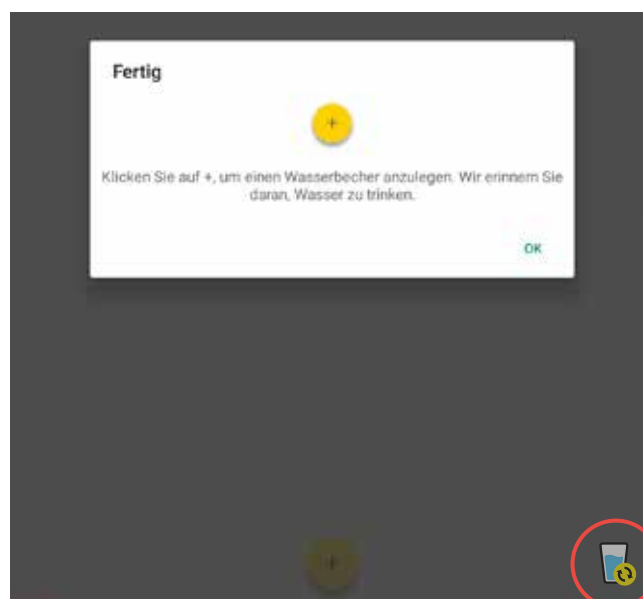 Fertig
+
Klicken Sie auf +, um einen Wasserbecher anzulegen. Wir erinnern Sie
daran, Wasser zu trinken.
OK
+